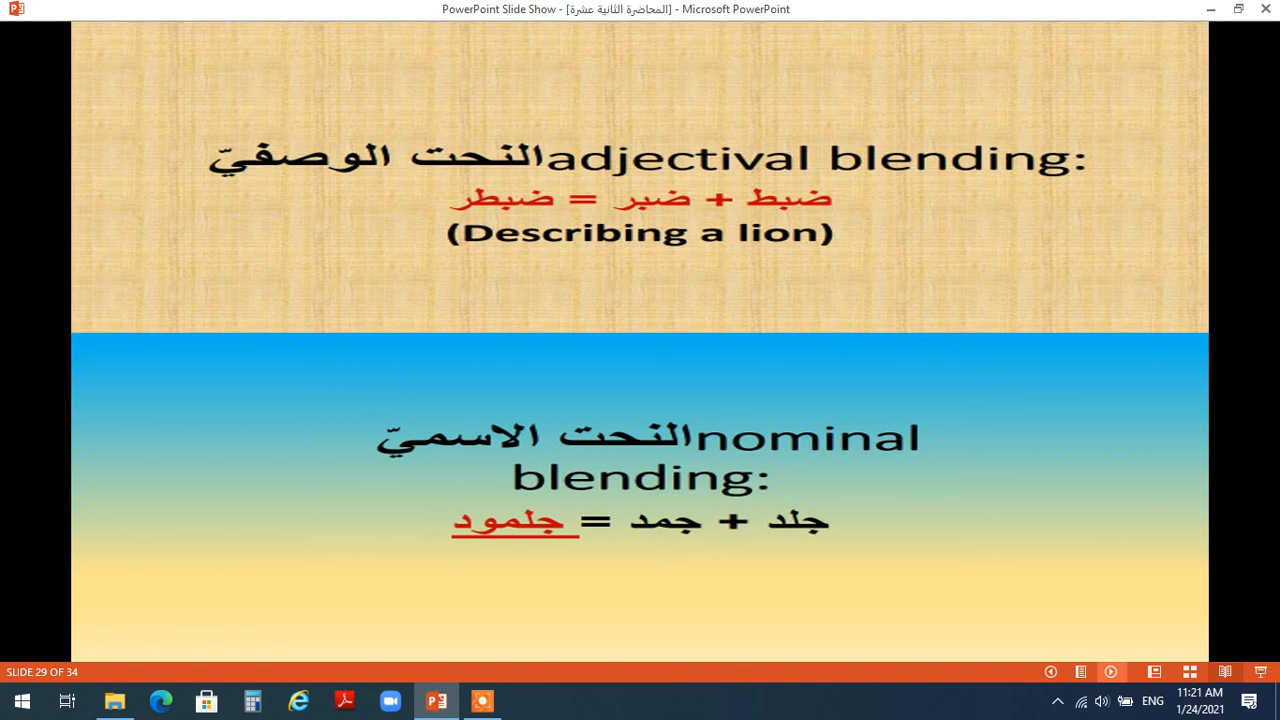 PowerPoint Slide Show - [المحاضرة الثانية عشرة] - Microsoft PowerPoint
النحت الوصفيّadjectival blending:
ضبط + ضبر = ضبطر
(Describing a lion)
النحت الاسميّnominal
blending:
جلد + جمد = جلمود
SLIDE 29 OF 34
ENG
11:21 AM
1/24/2021